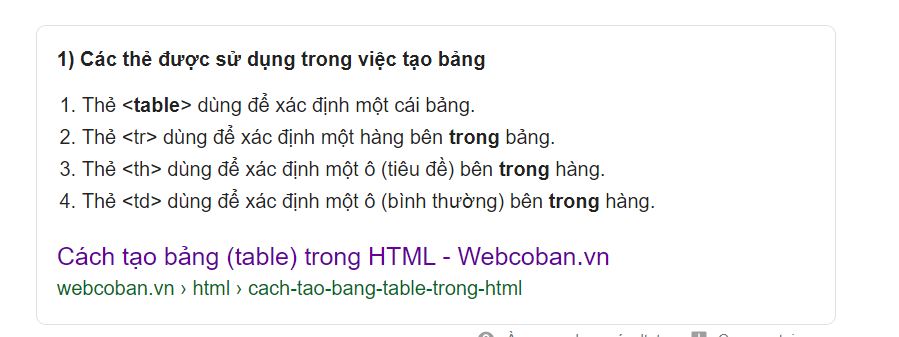 1) Các thẻ được sử dụng trong việc tạo bảng
1. Thẻ <table> dùng để xác định một cái bảng.
2. Thẻ <tr> dùng để xác định một hàng bên trong bảng.
3. Thẻ <th> dùng để xác định một ô (tiêu đề) bên trong hàng.
4. Thẻ <td> dùng để xác định một ô (bình thường) bên trong hàng.
Cách tạo bảng (table) trong HTML - Webcoban.vn
webcoban.vn › html › cach-tao-bang-table-trong-html